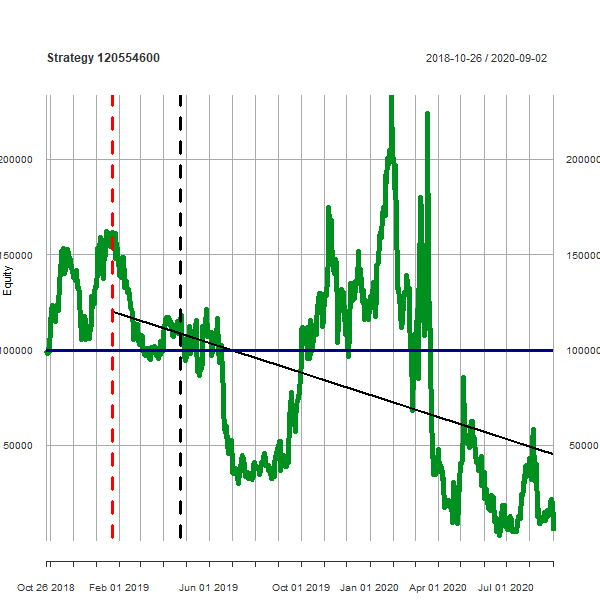 Strategy 120554600
2018-10-26 / 2020-09-02
200000
200000
150000
150000
Equity
100000
100000
50000
50000
Oct 26 2018
Feb 01 2019
Jun 01 2019
Oct 01 2019
Jan 01 2020
Apr 01 2020
Jul 01 2020